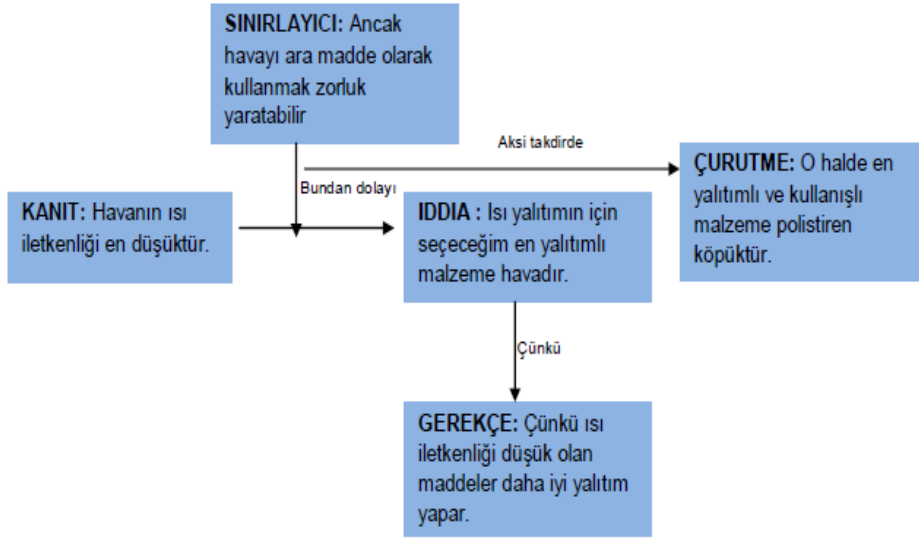 SINIRLAYICI: Ancak
havayı ara madde olarak
kullanmak zorluk
yaratabilir
Aksi takdirde
ÇURUTME: O halde en
yalıtımlı ve kullanışlı
malzeme polistiren
köpüktür.
Bundan dolayı
KANIT: Havanın ısı
iletkenliği en düşüktür.
IDDIA : Isı yalıtımın için
seçeceğim en yalıtımlı
malzeme havadır.
Çünkü
GEREKÇE: Çünkü ısı
iletkenliği düşük olan
maddeler daha iyi yalıtım
yapar.